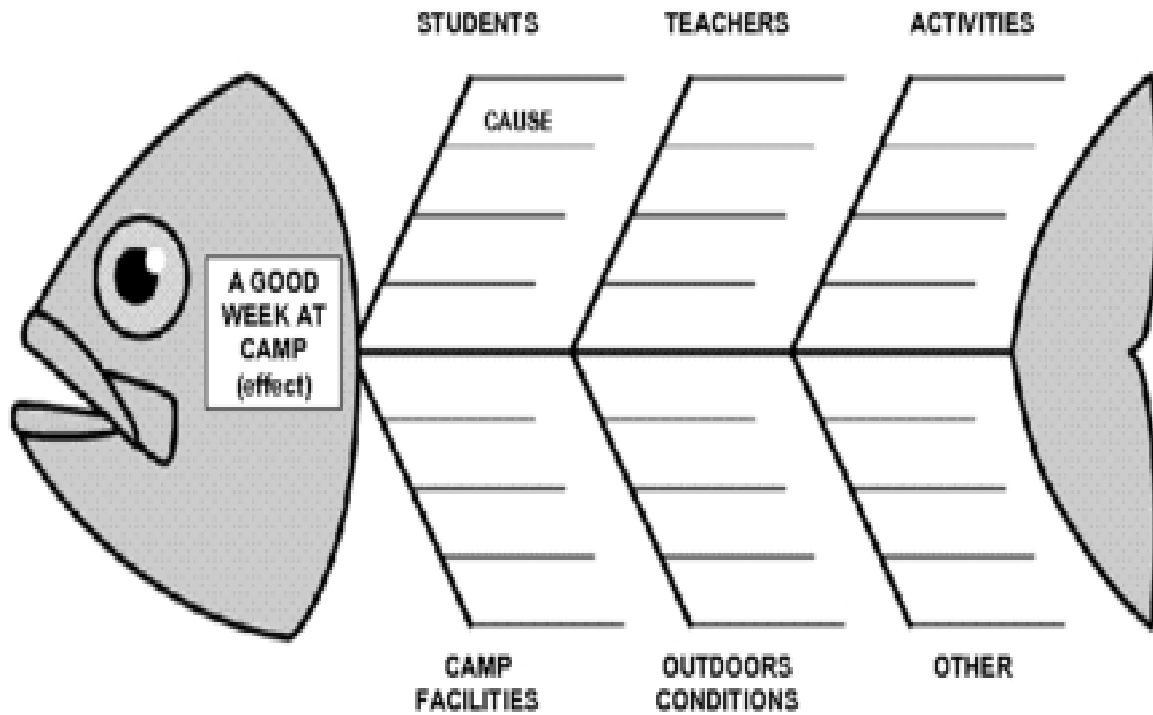 STUDENTS
TEACHERS
ACTIVITIES
CAUSE
A GOOD
WEEK AT
CAMP
(effect)
CAMP
FACILITIES
OUTDOORS
CONDITIONS
OTHER